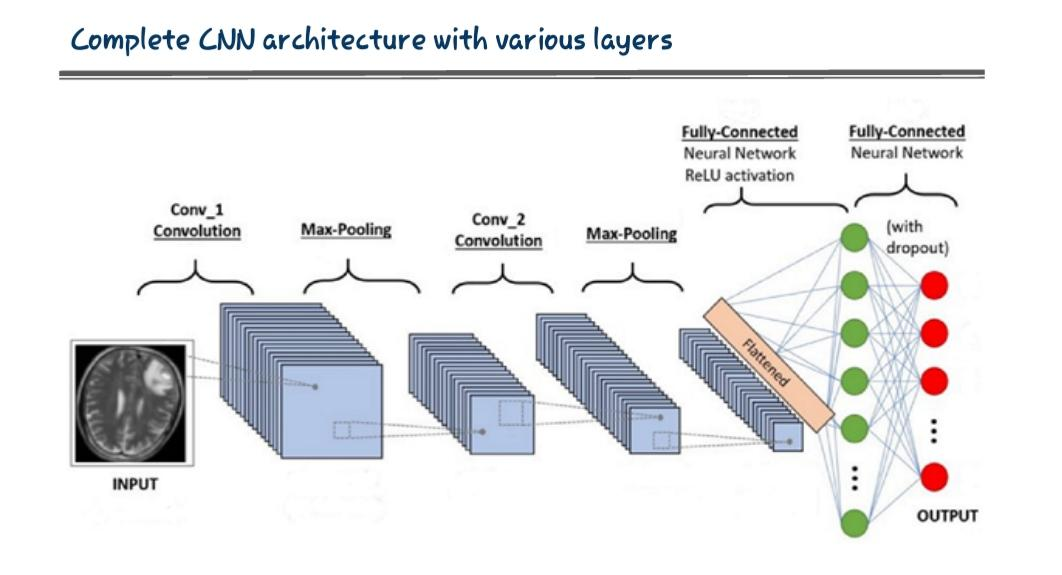 Complete CNN architecture with various layers
Fully-Connected
Neural Network
ReLU activation
Fully-Connected
Neural Network
Conv_1
Convolution
Max-Pooling
Conv_2
Convolution
Max-Pooling
(with
dropout)
Flattened
INPUT
OUTPUT